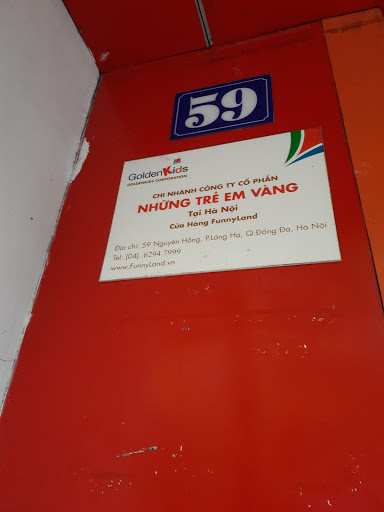 59
GoldenKids
GOLDENKIDS CORPORATION
CHI NHÁNH CÔNG TY CỔ PHẦN
NHỮNG TRẺ EM VÀNG
Tại Hà Nội
Cửa Hàng FunnyLand
Địa chỉ: 59 Nguyên Hồng, P.Láng Hạ, Q.Đống Đa, Hà Nội
Tel: (04). 6294 7999
www.FunnyLand.vn